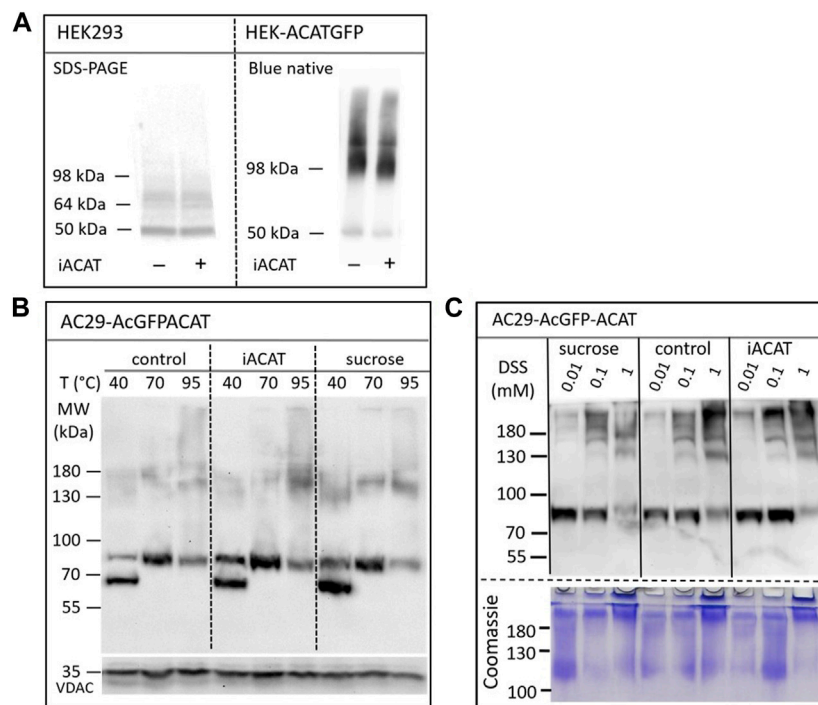 A
HEK293 HEK-ACATGFP
SDS-PAGE Blue native
98 kDa —
64 kDa —
50 kDa —
iACAT – +
98 kDa —
50 kDa —
iACAT – +
B
AC29-AcGFPACAT
control iACAT sucrose
T (°C) 40 70 95 40 70 95 40 70 95
MW
(kDa)
180 —
130 —
100 —
70 —
55 —
35 —
VDAC
C
AC29-AcGFP-ACAT
sucrose control iACAT
DSS
(mM)
0.01 0.1 1 0.01 0.1 1 0.01 0.1 1
180
130
100
70
55
Coomassie
180
130
100